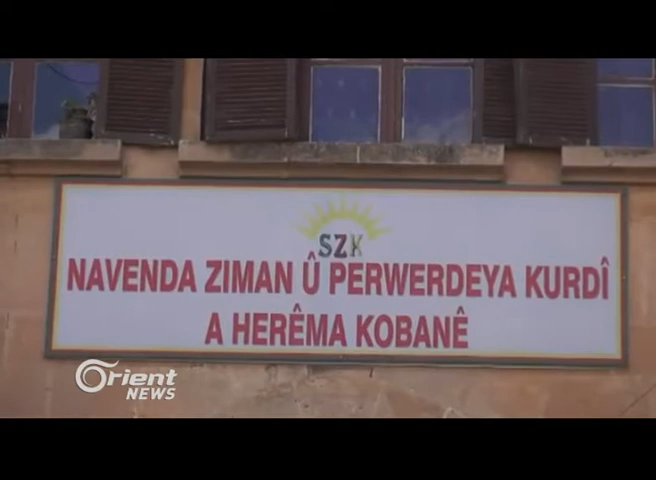 SZK
NAVENDA ZIMAN Û PERWERDEYA KURDÎ
A HERÊMA KOBANÊ
Orient
NEWS